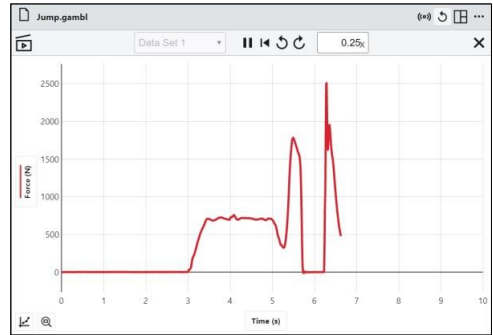 Jump.gambl
Data Set 1
0.25x
2500
2000
1500
1000
500
0
Force (N)
0 1 2 3 4 5 6 7 8 9 10
Time (s)